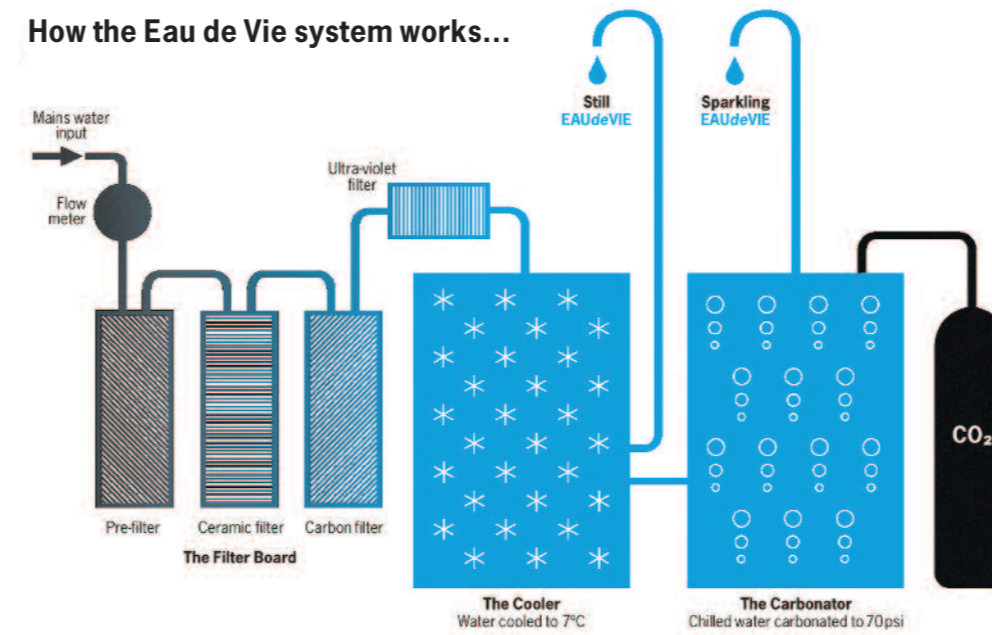 How the Eau de Vie system works...
Mains water
input
Flow
meter
Ultra-violet
filter
Still
EAUdeVIE
Sparkling
EAUdeVIE
CO₂
Pre-filter
Ceramic filter
Carbon filter
The Filter Board
The Cooler
Water cooled to 7°C
The Carbonator
Chilled water carbonated to 70psi